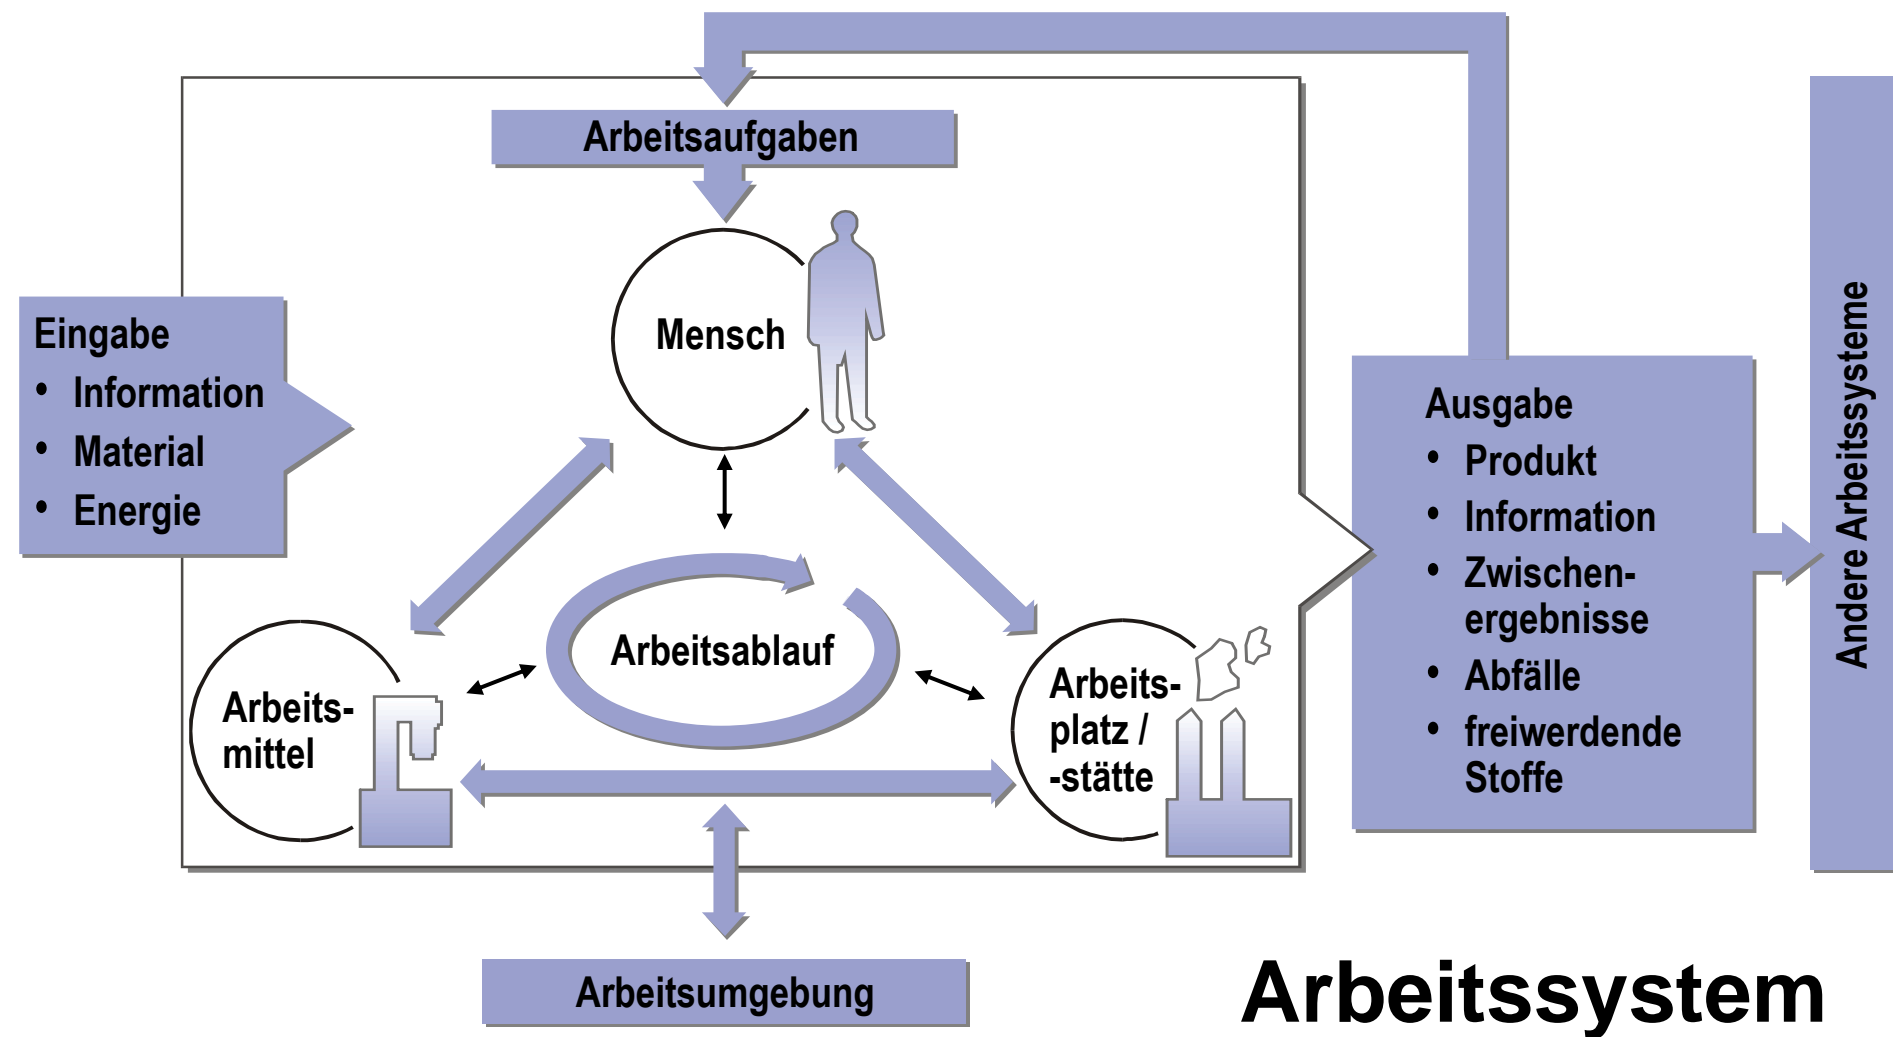 Arbeitsaufgaben
Mensch
Eingabe
• Information
• Material
• Energie
Arbeitsablauf
Arbeits-
mittel
Arbeits-
platz /
-stätte
Ausgabe
• Produkt
• Information
• Zwischen-
ergebnisse
• Abfälle
• freiwerdende
Stoffe
Andere Arbeitssysteme
Arbeitsumgebung
Arbeitssystem